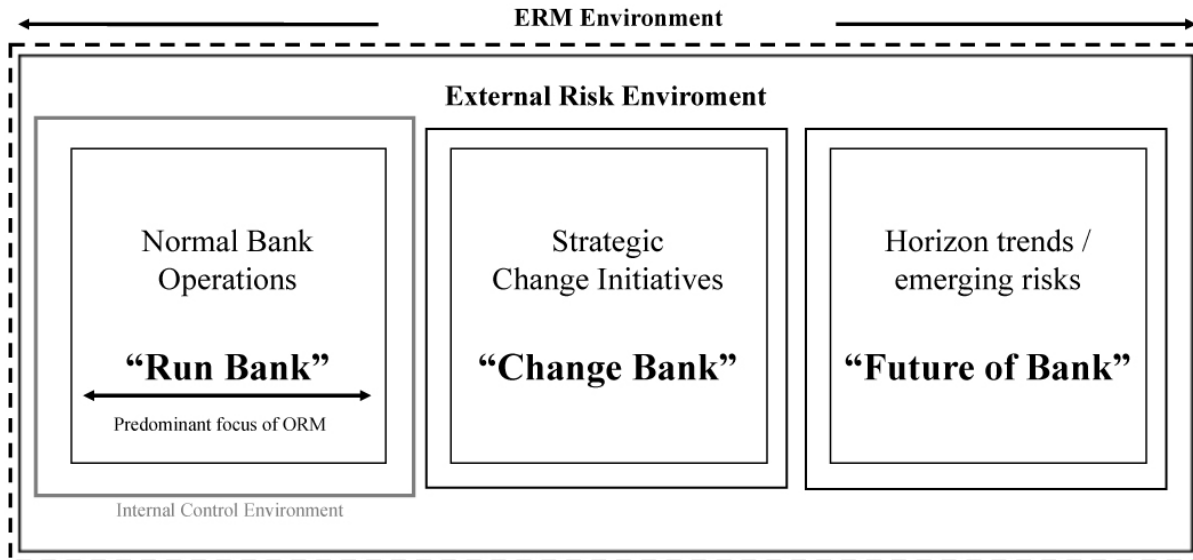 ERM Environment
External Risk Enviroment
Normal Bank
Operations
“Run Bank”
Predominant focus of ORM
Internal Control Environment
Strategic
Change Initiatives
“Change Bank”
Horizon trends /
emerging risks
“Future of Bank”